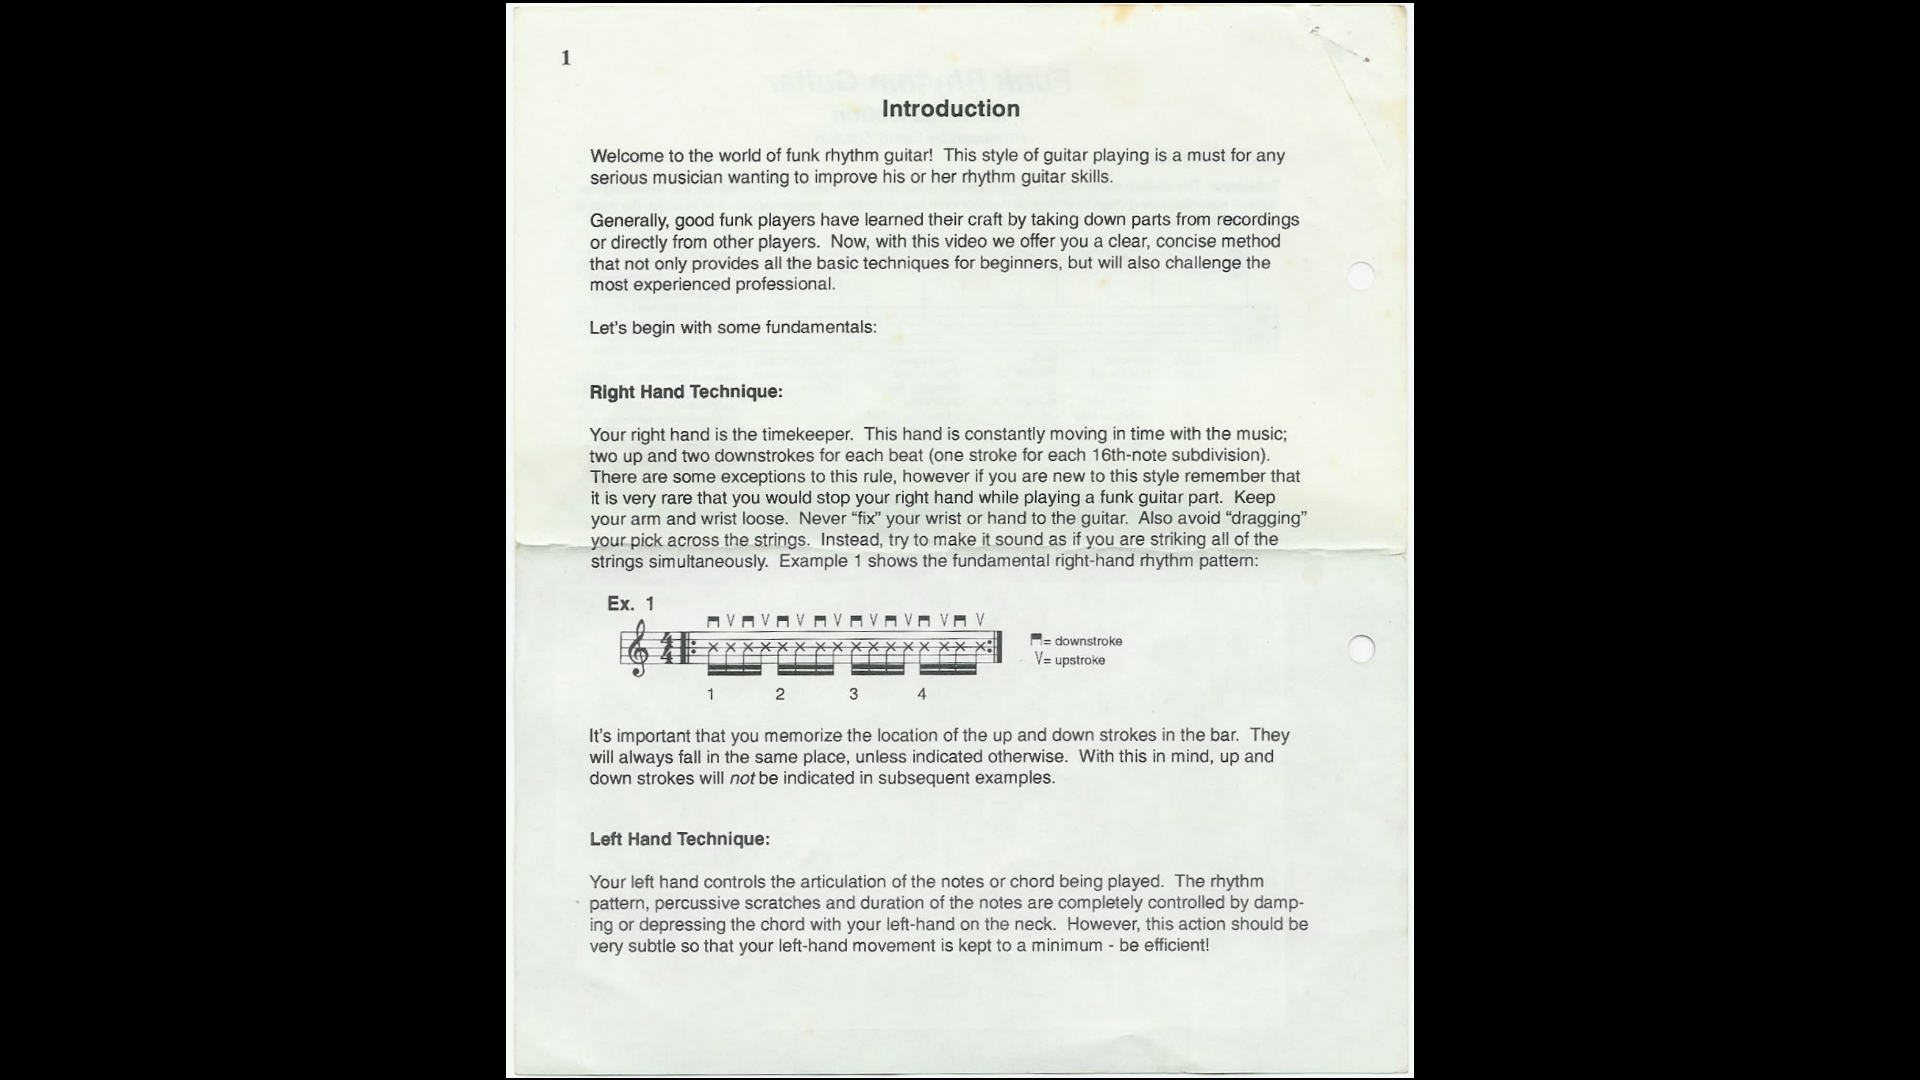 1
Introduction
Welcome to the world of funk rhythm guitar!  This style of guitar playing is a must for any
serious musician wanting to improve his or her rhythm guitar skills.
Generally, good funk players have learned their craft by taking down parts from recordings
or directly from other players.  Now, with this video we offer you a clear, concise method
that not only provides all the basic techniques for beginners, but will also challenge the
most experienced professional.
Let's begin with some fundamentals:
Right Hand Technique:
Your right hand is the timekeeper.  This hand is constantly moving in time with the music;
two up and two downstrokes for each beat (one stroke for each 16th-note subdivision).
There are some exceptions to this rule, however if you are new to this style remember that
it is very rare that you would stop your right hand while playing a funk guitar part.  Keep
your arm and wrist loose.  Never “fix” your wrist or hand to the guitar.  Also avoid “dragging”
your pick across the strings.  Instead, try to make it sound as if you are striking all of the
strings simultaneously.  Example 1 shows the fundamental right-hand rhythm pattern:
Ex. 1
V V V V V V V V
4
4
= downstroke
V= upstroke
1 2 3 4
It's important that you memorize the location of the up and down strokes in the bar.  They
will always fall in the same place, unless indicated otherwise.  With this in mind, up and
down strokes will not be indicated in subsequent examples.
Left Hand Technique:
Your left hand controls the articulation of the notes or chord being played.  The rhythm
pattern, percussive scratches and duration of the notes are completely controlled by damp-
ing or depressing the chord with your left-hand on the neck.  However, this action should be
very subtle so that your left-hand movement is kept to a minimum - be efficient!